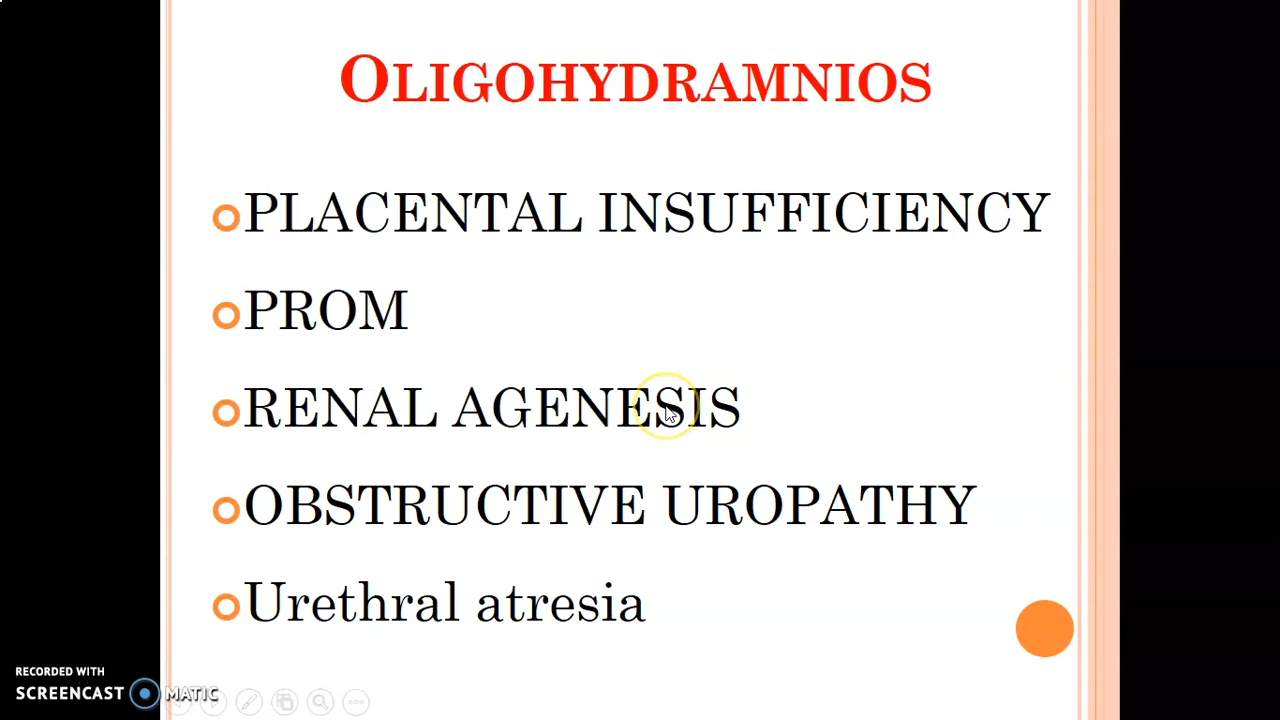 OLIGOHYDRAMNIOS
PLACENTAL INSUFFICIENCY
PROM
RENAL AGENESIS
OBSTRUCTIVE UROPATHY
Urethral atresia
RECORDED WITH
SCREENCAST MATIC